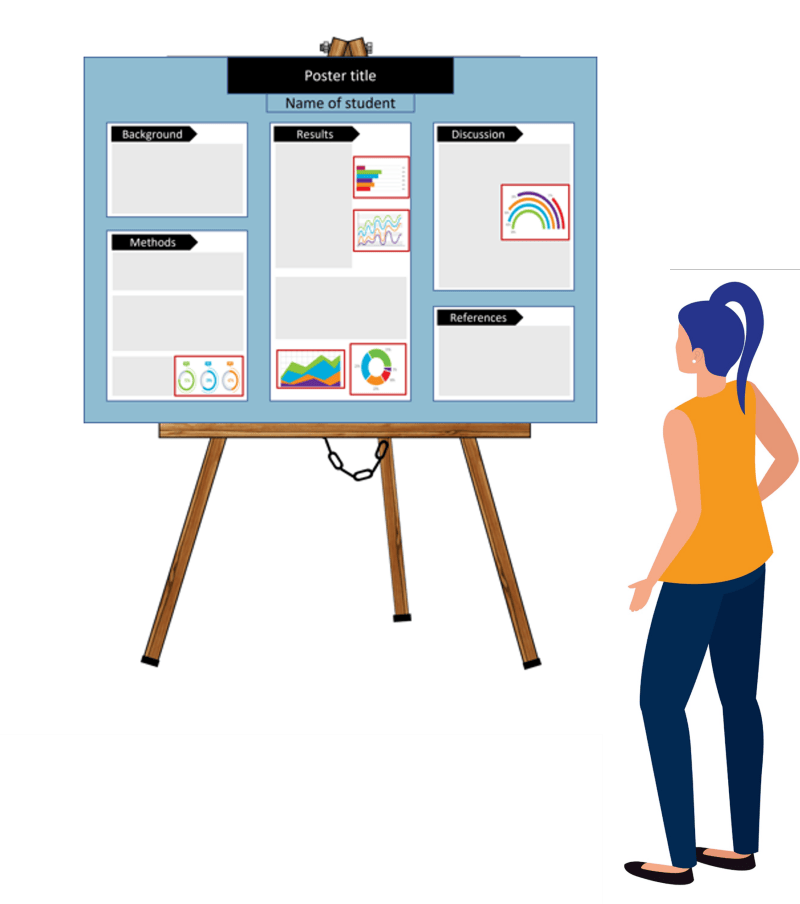 Poster title
Name of student
Background
Methods
Results
Discussion
References